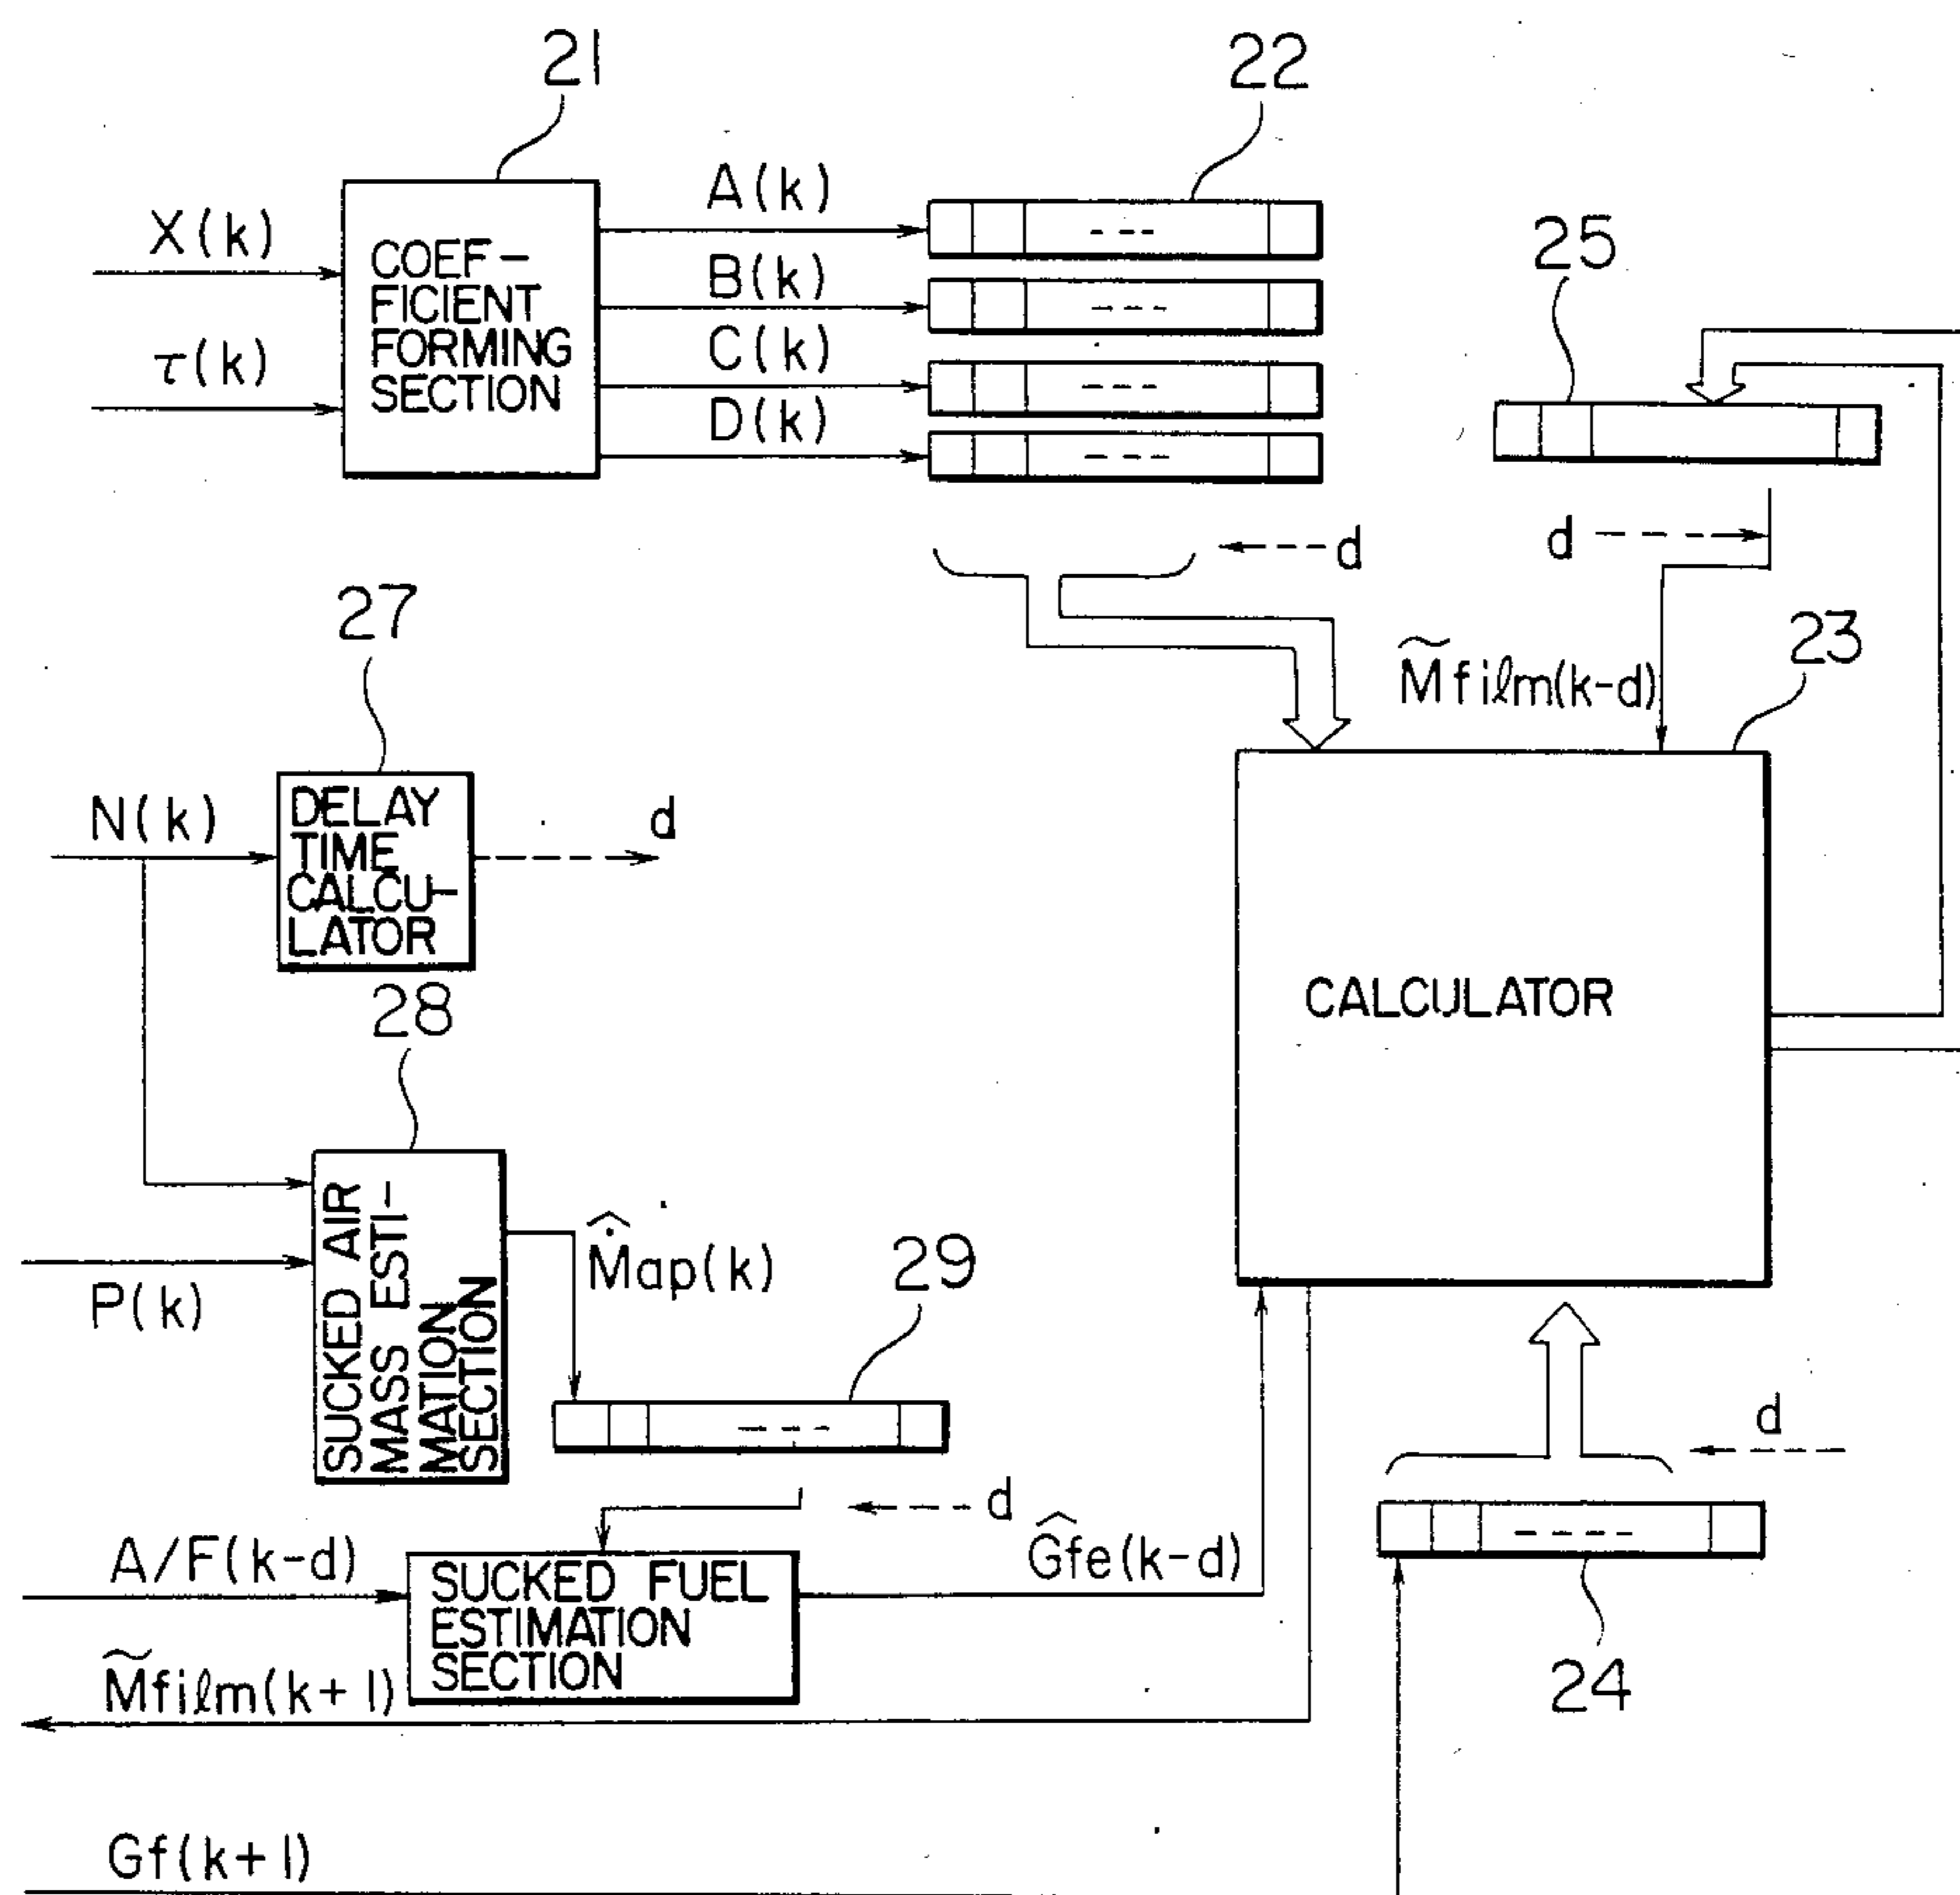 21
22
X(k)
τ(k)
COEF-
FICIENT
FORMING
SECTION
A(k)
B(k)
C(k)
D(k)
25
d
d
27
N(k)
DELAY
TIME
CALCU-
LATOR
d
M̃film(k-d)
23
CALCULATOR
28
P(k)
SUCKED AIR
MASS ESTI-
MATION
SECTION
M̂̇ap(k)
29
d
A/F(k-d)
SUCKED FUEL
ESTIMATION
SECTION
Ĝfe(k-d)
d
24
M̃film(k+1)
Gf(k+1)